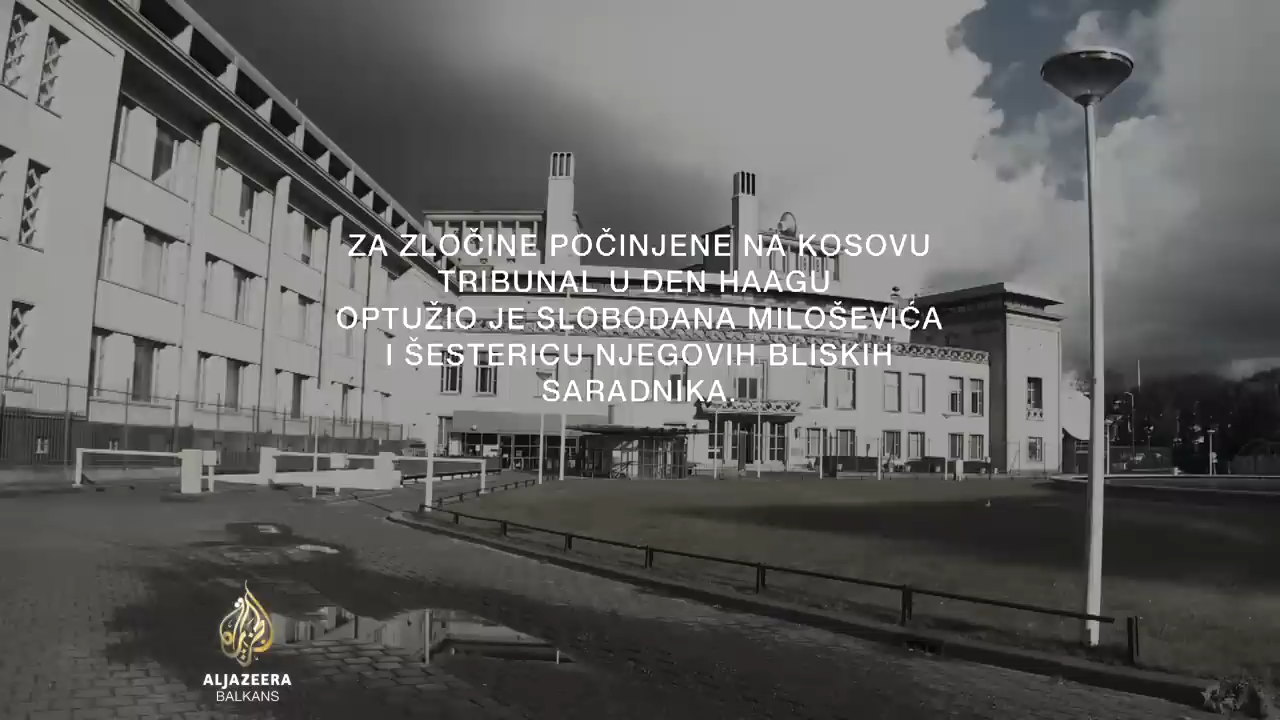 ZA ZLOČINE POČINJENE NA KOSOVU
TRIBUNAL U DEN HAAGU
OPTUŽIO JE SLOBODANA MILOŠEVIĆA
I ŠESTERICU NJEGOVIH BLISKIH
SARADNIKA.
ALJAZEERA
BALKANS